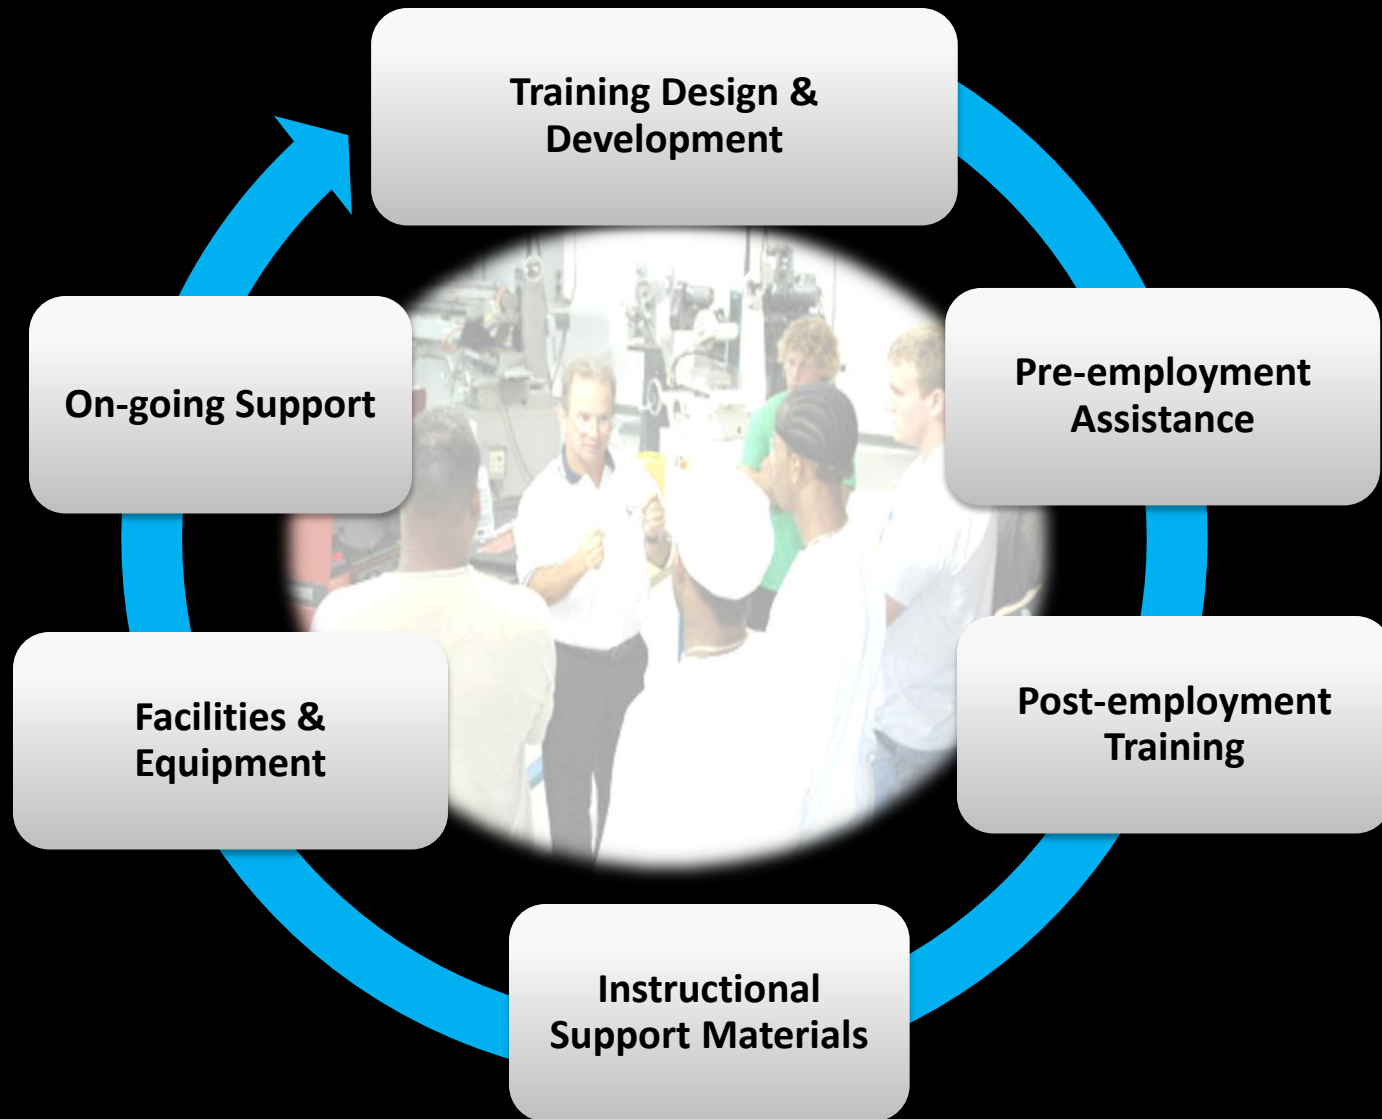 Training Design &
Development
Pre-employment
Assistance
Post-employment
Training
Instructional
Support Materials
Facilities &
Equipment
On-going Support